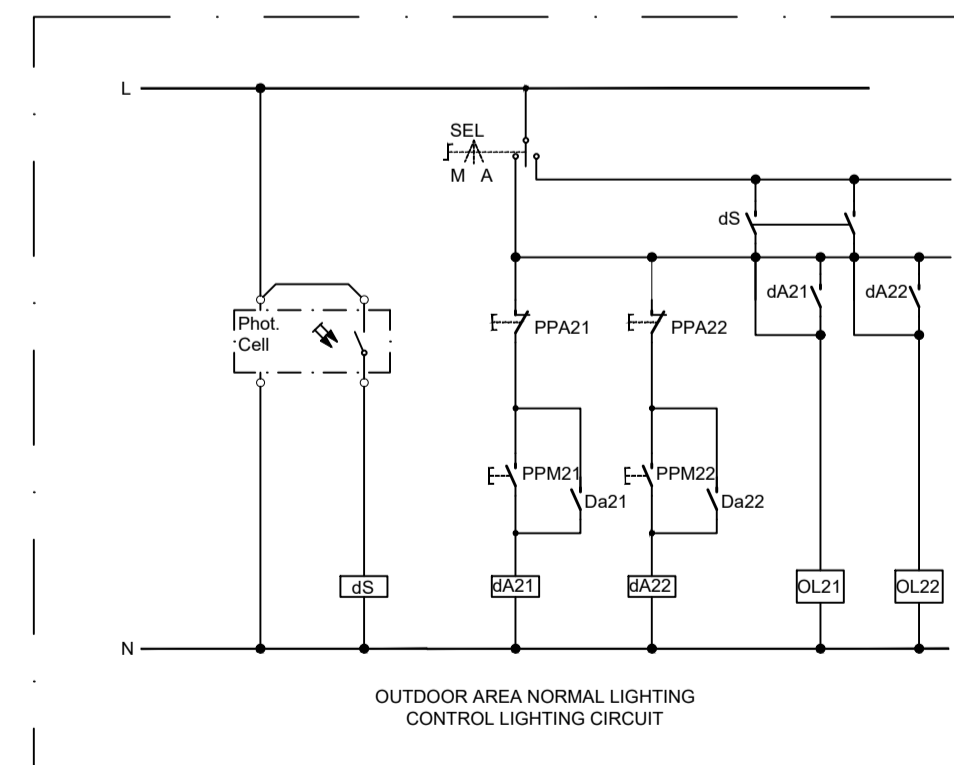 L
SEL
M A
dS
dA21
dA22
Phot.
Cell
PPA21
PPA22
PPM21
PPM22
Da21
Da22
dS
dA21
dA22
OL21
OL22
N
OUTDOOR AREA NORMAL LIGHTING
CONTROL LIGHTING CIRCUIT